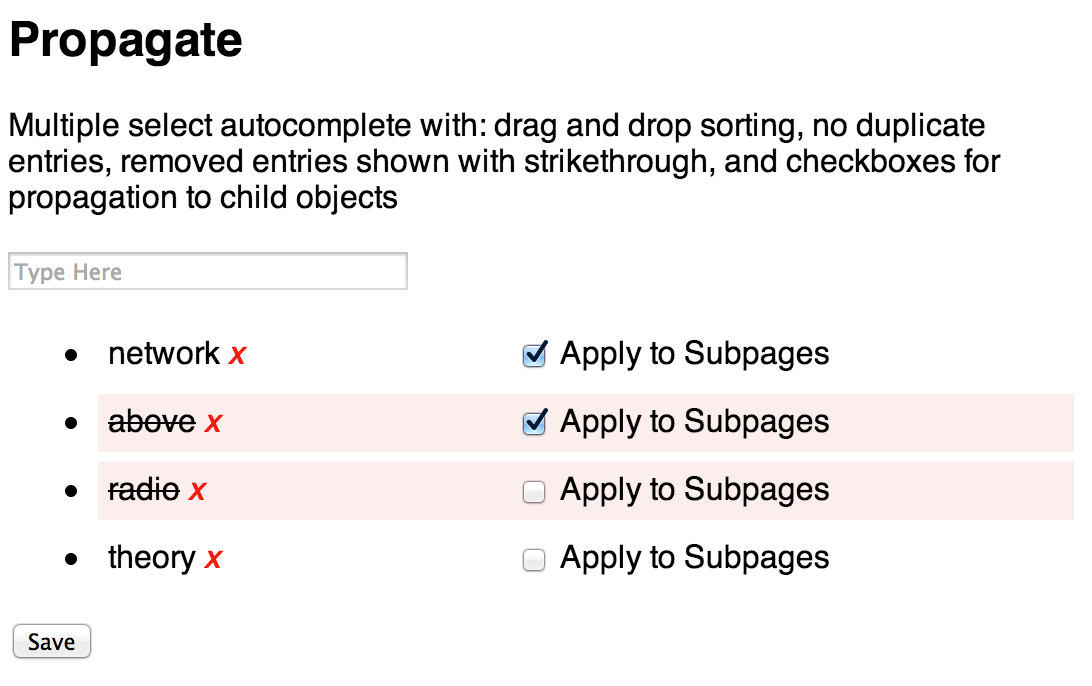 Propagate
Multiple select autocomplete with: drag and drop sorting, no duplicate
entries, removed entries shown with strikethrough, and checkboxes for
propagation to child objects
Type Here
network x Apply to Subpages
above x Apply to Subpages
radio x Apply to Subpages
theory x Apply to Subpages
Save